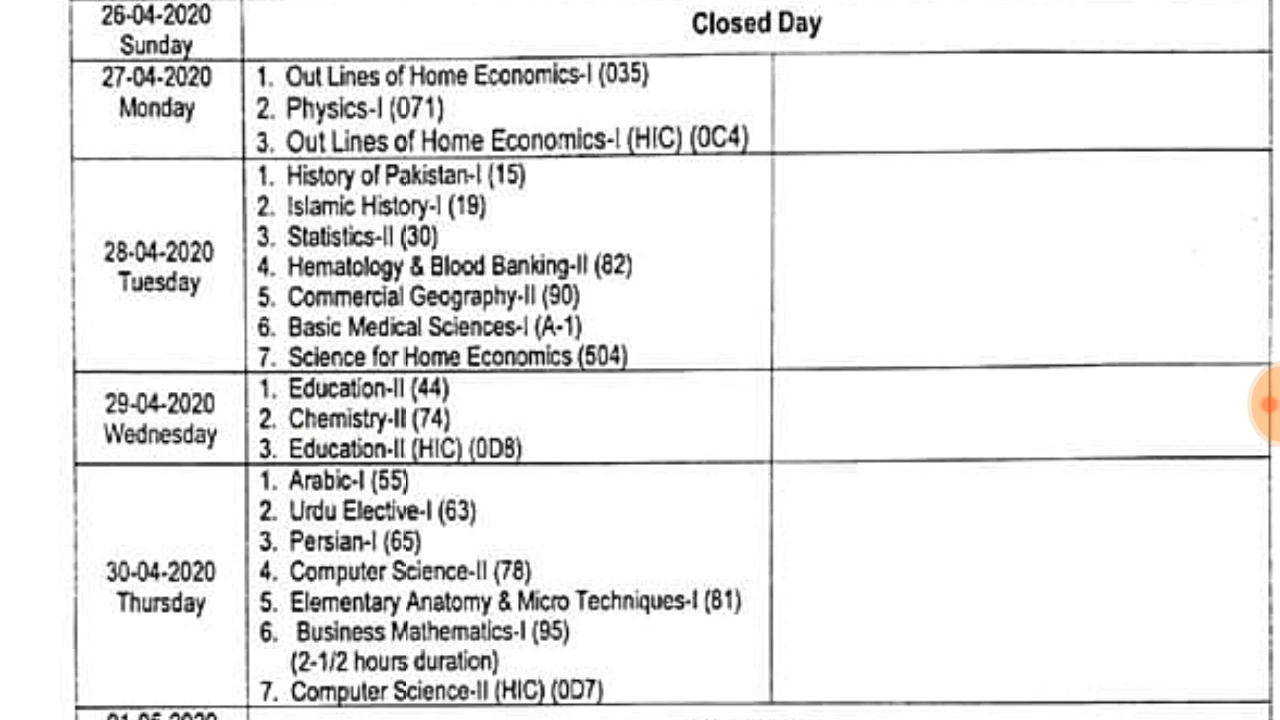 26-04-2020
Sunday
Closed Day
27-04-2020
Monday
1. Out Lines of Home Economics-I (035)
2. Physics-I (071)
3. Out Lines of Home Economics-I (HIC) (0C4)
28-04-2020
Tuesday
1. History of Pakistan-I (15)
2. Islamic History-I (19)
3. Statistics-II (30)
4. Hematology & Blood Banking-II (82)
5. Commercial Geography-II (90)
6. Basic Medical Sciences-I (A-1)
7. Science for Home Economics (504)
29-04-2020
Wednesday
1. Education-II (44)
2. Chemistry-II (74)
3. Education-II (HIC) (0D8)
30-04-2020
Thursday
1. Arabic-I (55)
2. Urdu Elective-I (63)
3. Persian-I (65)
4. Computer Science-II (78)
5. Elementary Anatomy & Micro Techniques-I (81)
6. Business Mathematics-I (95)
(2-1/2 hours duration)
7. Computer Science-II (HIC) (0D7)
01-05-2020